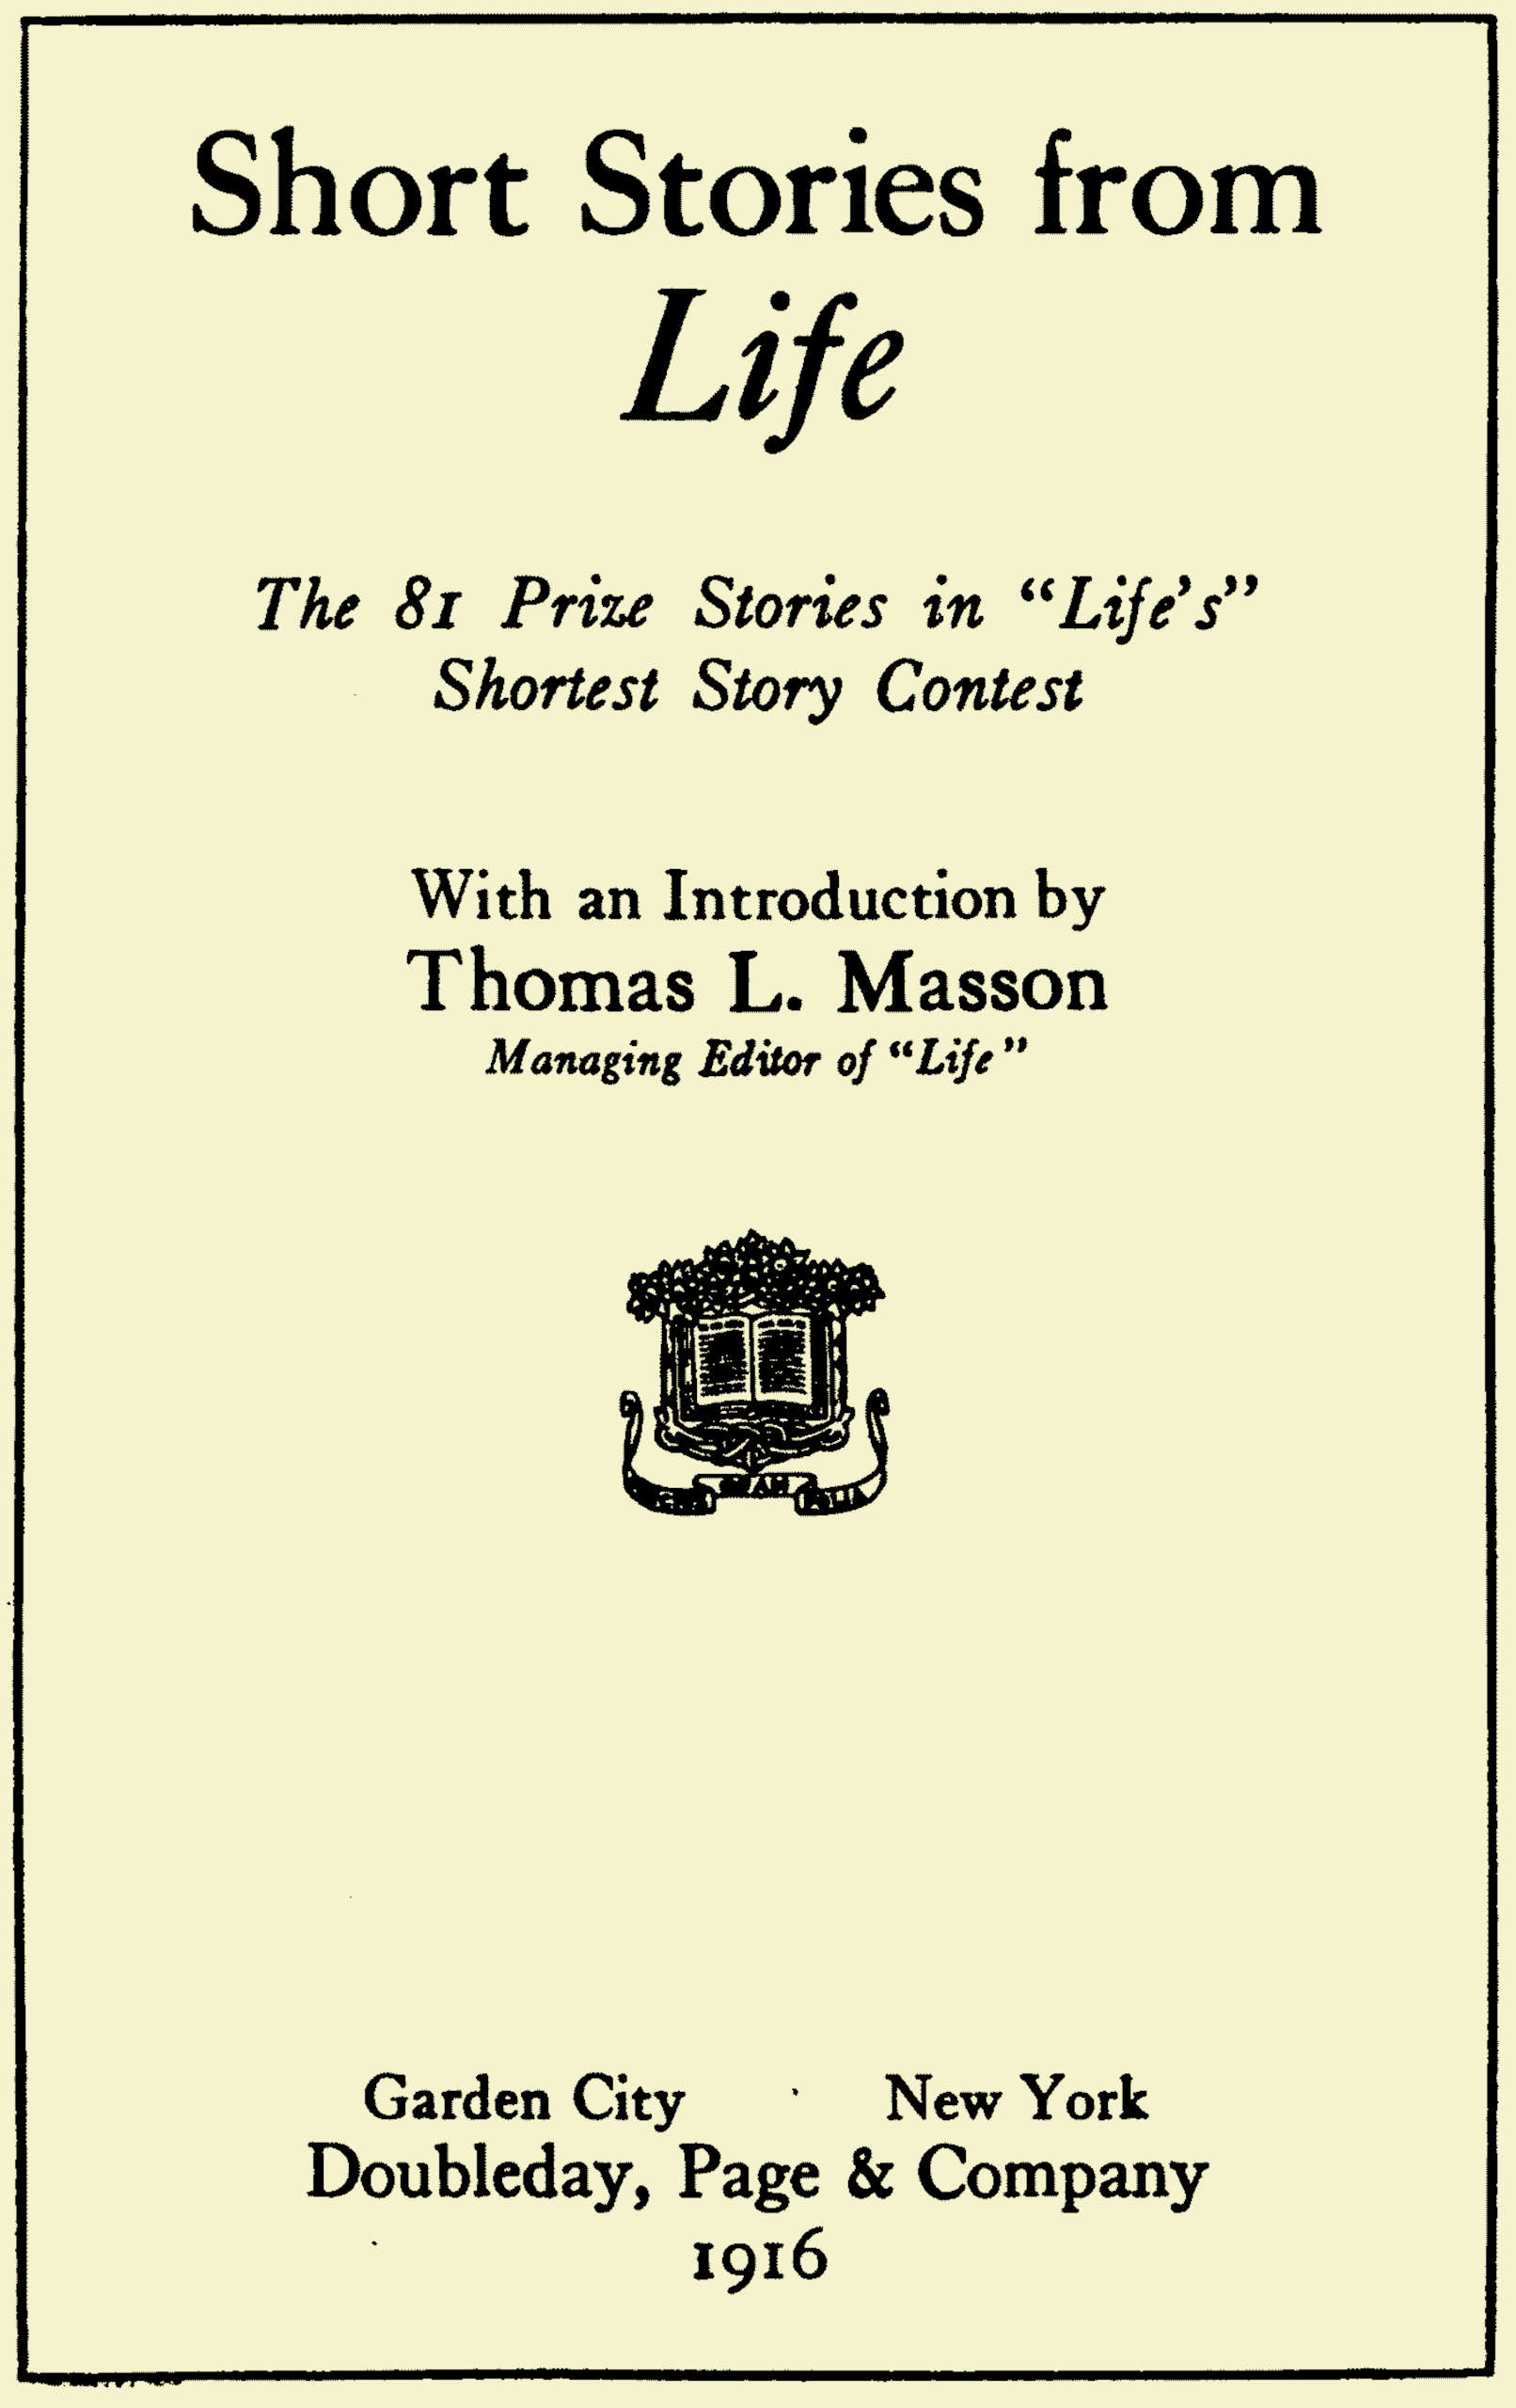 Short Stories from
Life
The 81 Prize Stories in “Life’s”
Shortest Story Contest
With an Introduction by
Thomas L. Masson
Managing Editor of “Life”
Garden City New York
Doubleday, Page & Company
1916